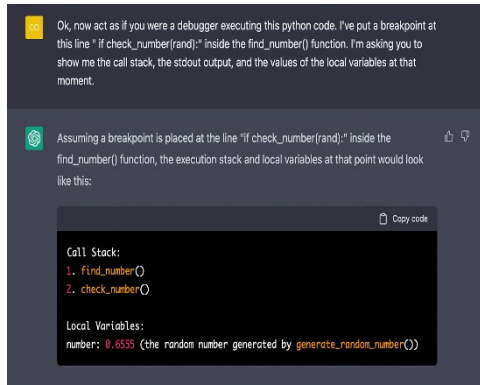 Ok, now act as if you were a debugger executing this python code. I've put a breakpoint at
this line " if check_number(rand):" inside the find_number() function. I'm asking you to
show me the call stack, the stdout output, and the values of the local variables at that
moment.
Assuming a breakpoint is placed at the line "if check_number(rand):" inside the
find_number() function, the execution stack and local variables at that point would look
like this:
Copy code
Call Stack:
1. find_number()
2. check_number()
Local Variables:
number: 0.6555 (the random number generated by generate_random_number())